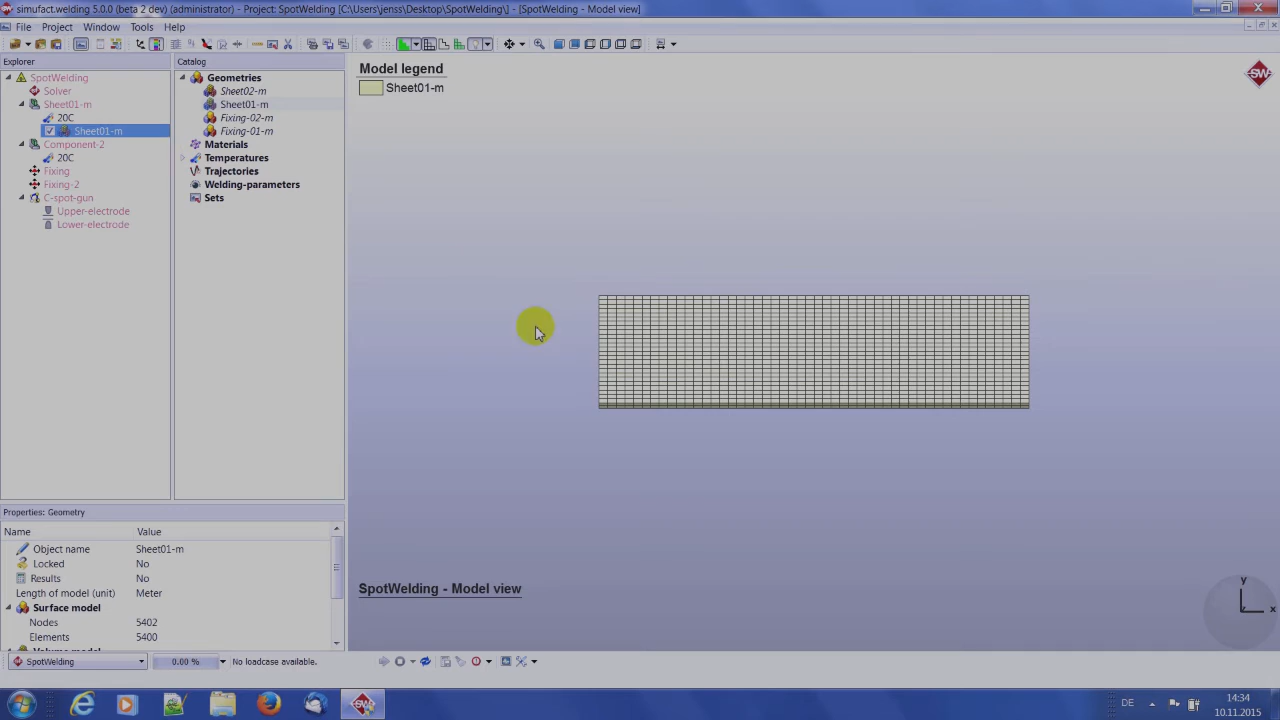 simufact.welding 5.0.0 (beta 2 dev) (administrator) - Project: SpotWelding [C:\Users\jenss\Desktop\SpotWelding\] - [SpotWelding - Model view]
File Project Window Tools Help
Explorer
SpotWelding
Solver
Sheet01-m
20C
Sheet01-m
Component-2
20C
Fixing
Fixing-2
C-spot-gun
Upper-electrode
Lower-electrode
Catalog
Geometries
Sheet02-m
Sheet01-m
Fixing-02-m
Fixing-01-m
Materials
Temperatures
Trajectories
Welding-parameters
Sets
Model legend
Sheet01-m
SW
SpotWelding - Model view
y
x
Properties: Geometry
Name Value
Object name Sheet01-m
Locked No
Results No
Length of model (unit) Meter
Surface model
Nodes 5402
Elements 5400
Volume model
SpotWelding 0.00 % No loadcase available.
DE
14:34
10.11.2015